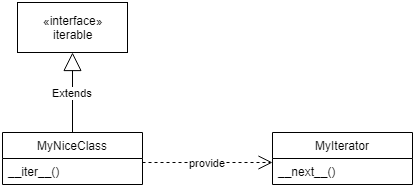 «interface»
iterable
Extends
MyNiceClass
__iter__()
provide
MyIterator
__next__()